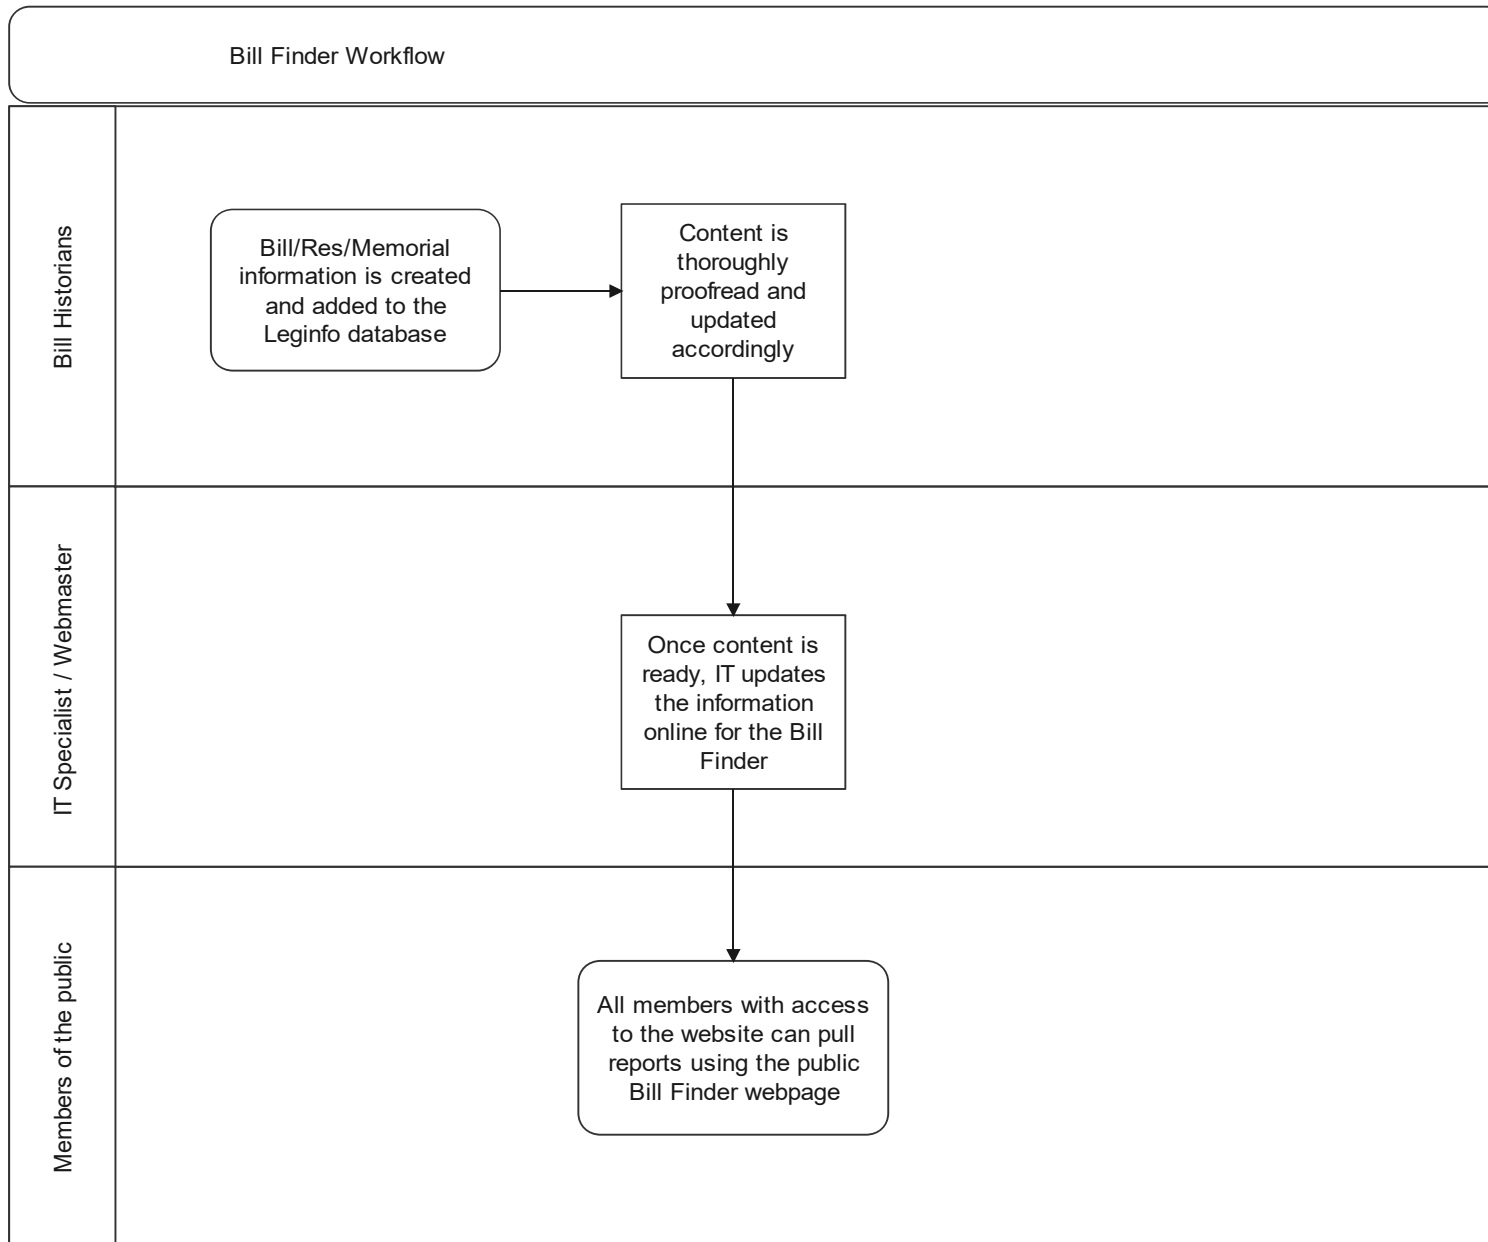 Bill Finder Workflow
Bill Historians
Bill/Res/Memorial
information is created
and added to the
Leginfo database
Content is
thoroughly
proofread and
updated
accordingly
IT Specialist / Webmaster
Once content is
ready, IT updates
the information
online for the Bill
Finder
Members of the public
All members with access
to the website can pull
reports using the public
Bill Finder webpage